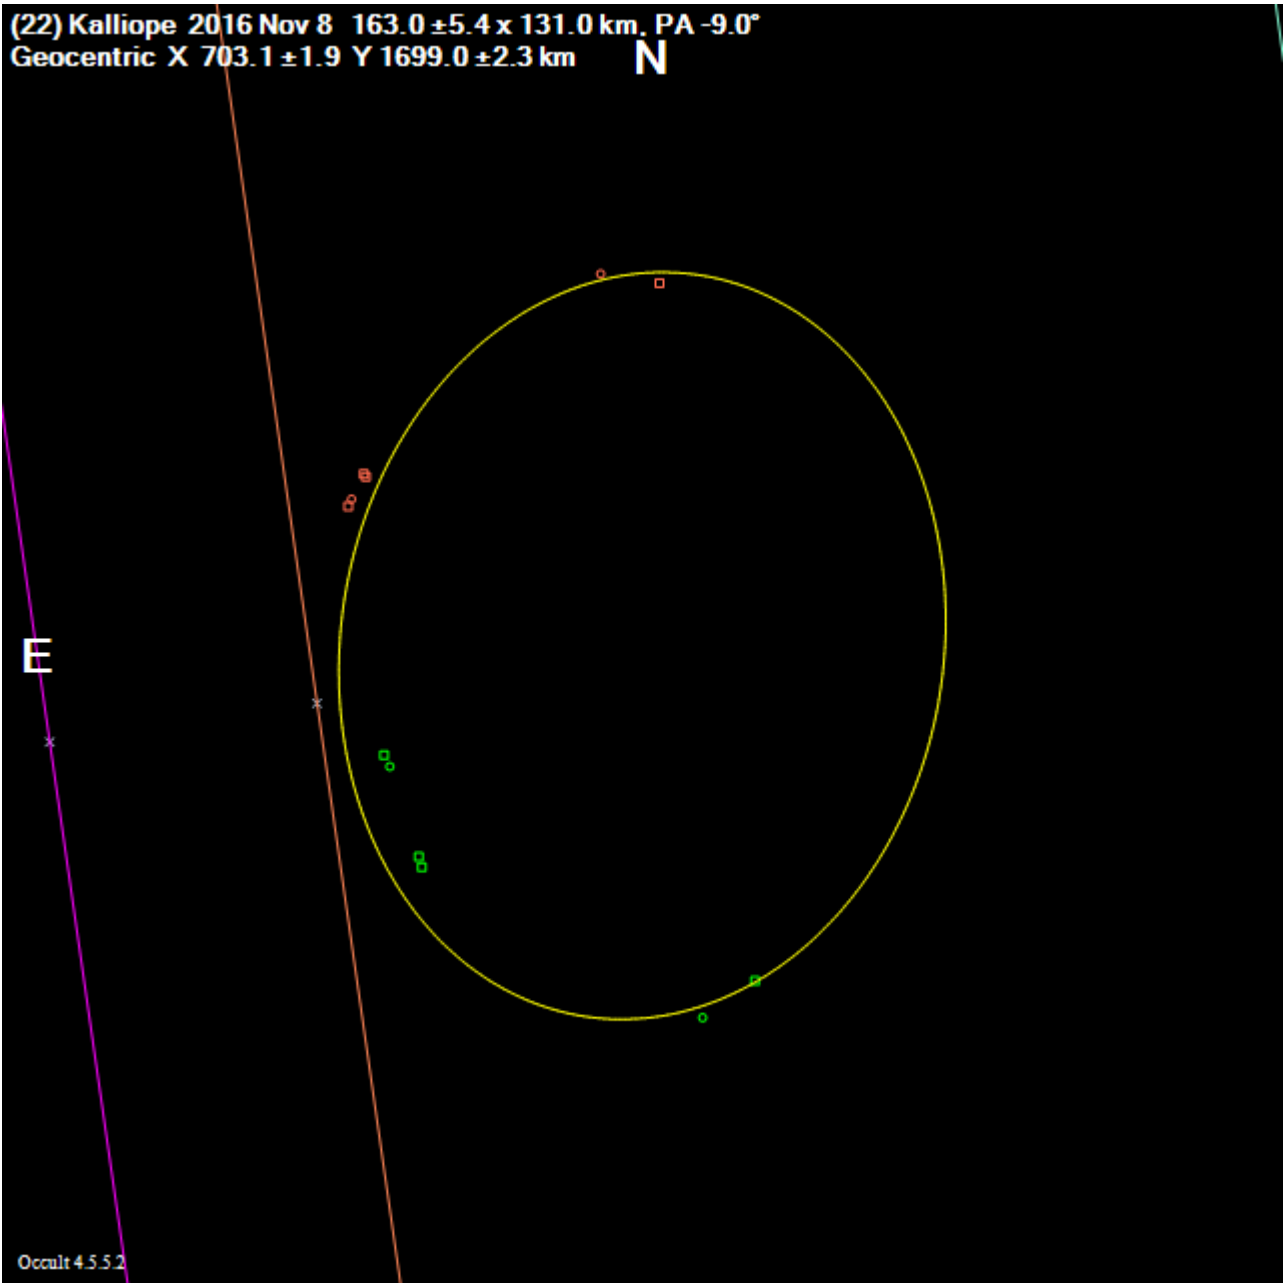 (22) Kalliope 2016 Nov 8 163.0 ±5.4 x 131.0 km, PA -9.0°
Geocentric X 703.1 ±1.9 Y 1699.0 ±2.3 km
N
E
Occult 4.5.5.2